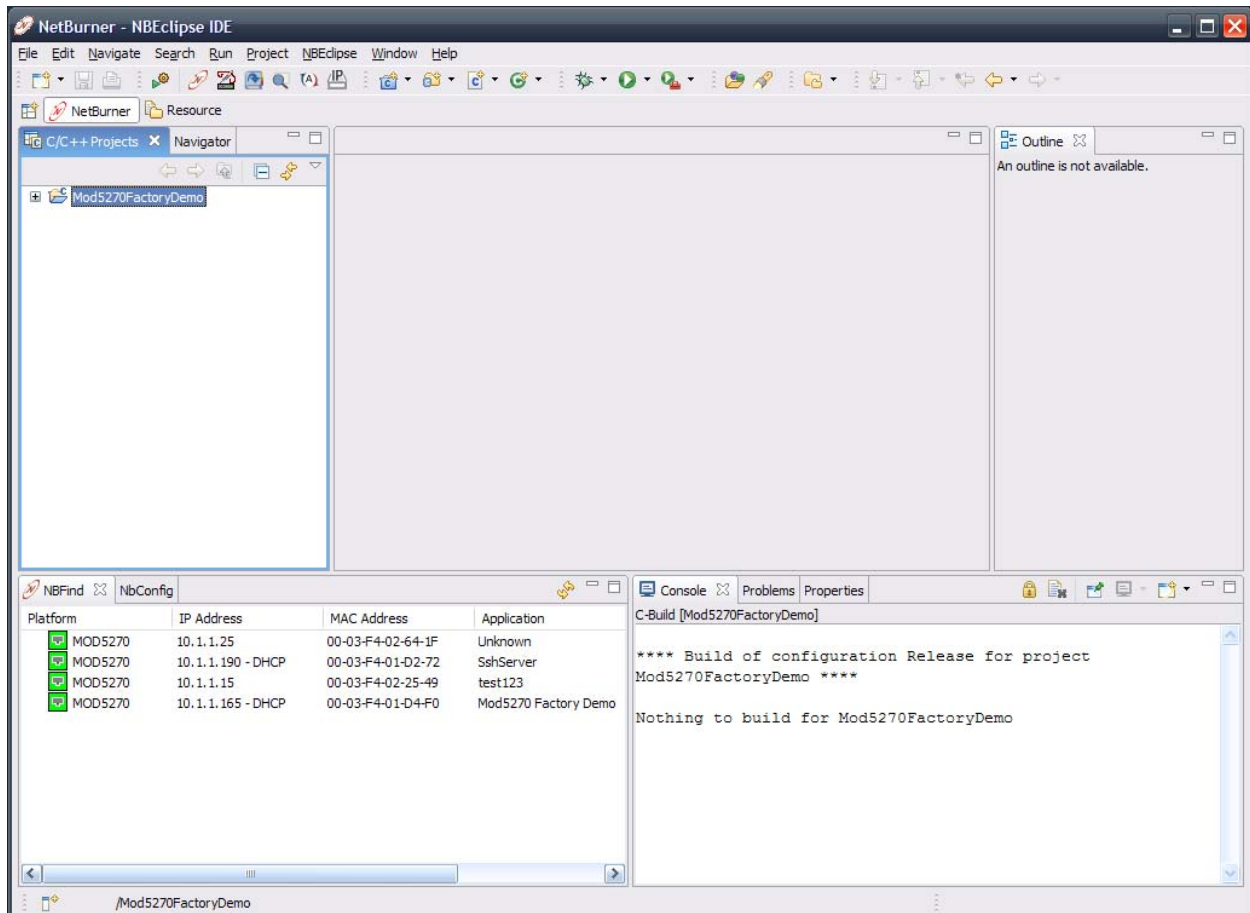 NetBurner - NBEclipse IDE
File Edit Navigate Search Run Project NBEclipse Window Help
NetBurner Resource
C/C++ Projects Navigator
Outline
An outline is not available.
Mod5270FactoryDemo
NBFind NbConfig
Platform IP Address MAC Address Application
MOD5270 10.1.1.25 00-03-F4-02-64-1F Unknown
MOD5270 10.1.1.190 - DHCP 00-03-F4-01-D2-72 SshServer
MOD5270 10.1.1.15 00-03-F4-02-25-49 test123
MOD5270 10.1.1.165 - DHCP 00-03-F4-01-D4-F0 Mod5270 Factory Demo
Console Problems Properties
C-Build [Mod5270FactoryDemo]
**** Build of configuration Release for project
Mod5270FactoryDemo ****
Nothing to build for Mod5270FactoryDemo
/Mod5270FactoryDemo